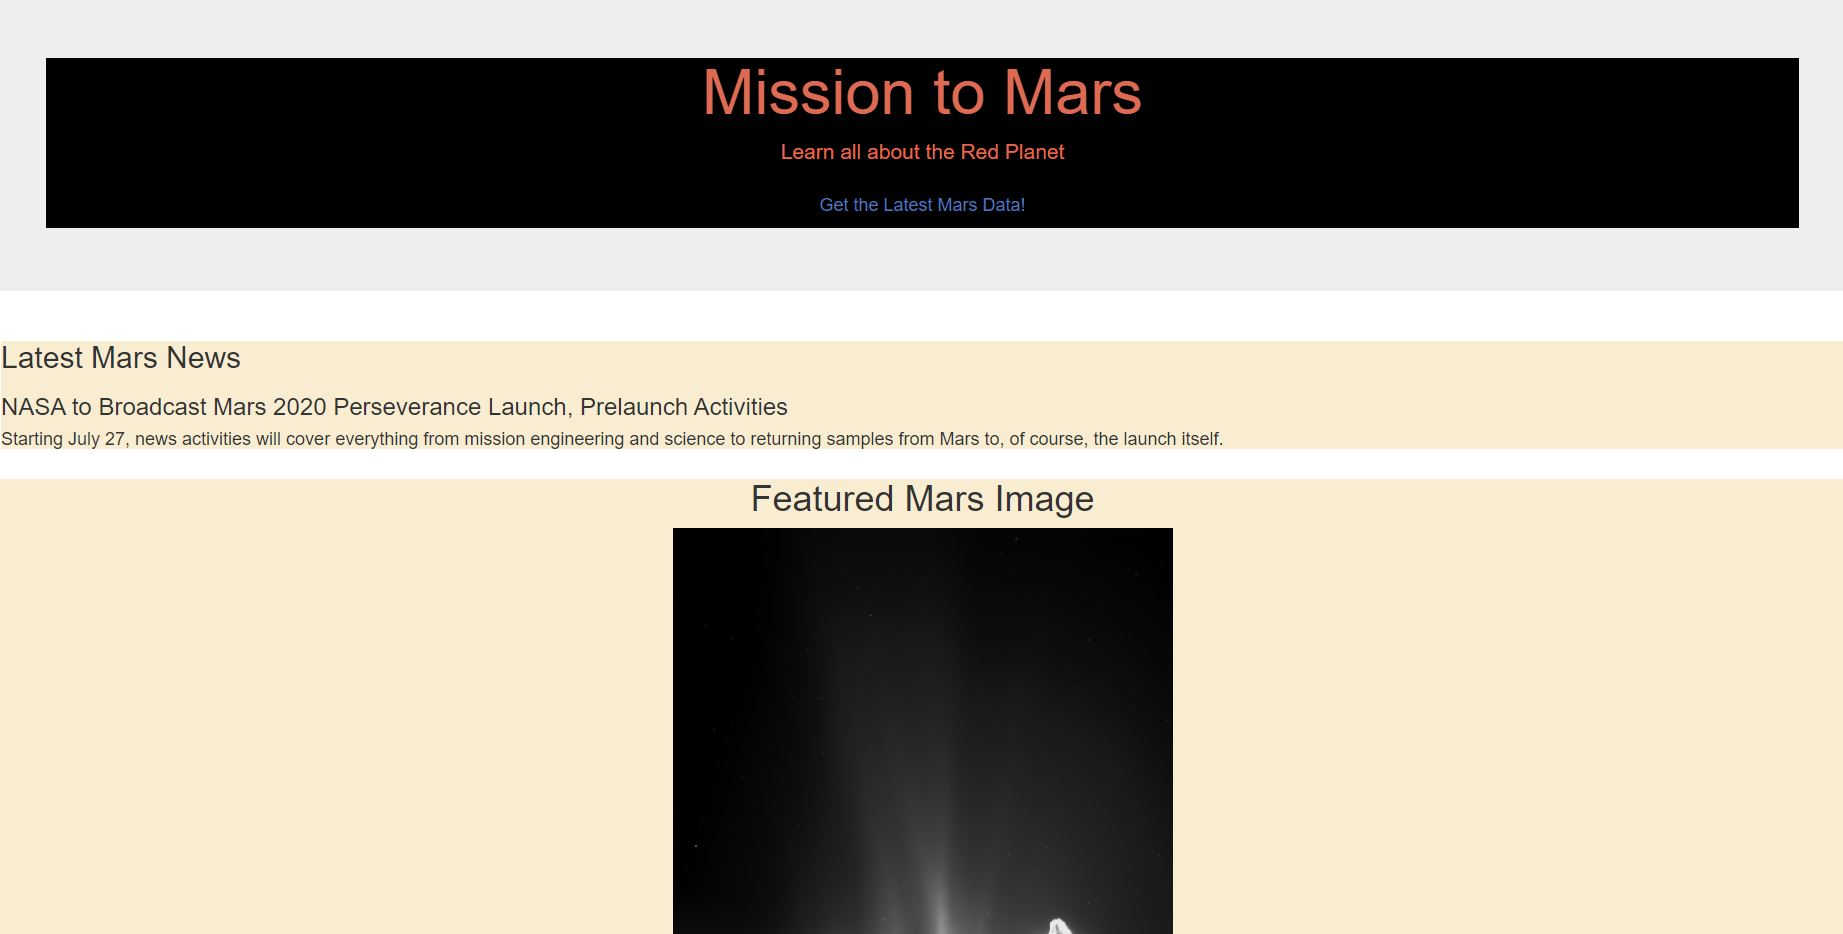 Mission to Mars
Learn all about the Red Planet
Get the Latest Mars Data!
Latest Mars News
NASA to Broadcast Mars 2020 Perseverance Launch, Prelaunch Activities
Starting July 27, news activities will cover everything from mission engineering and science to returning samples from Mars to, of course, the launch itself.
Featured Mars Image